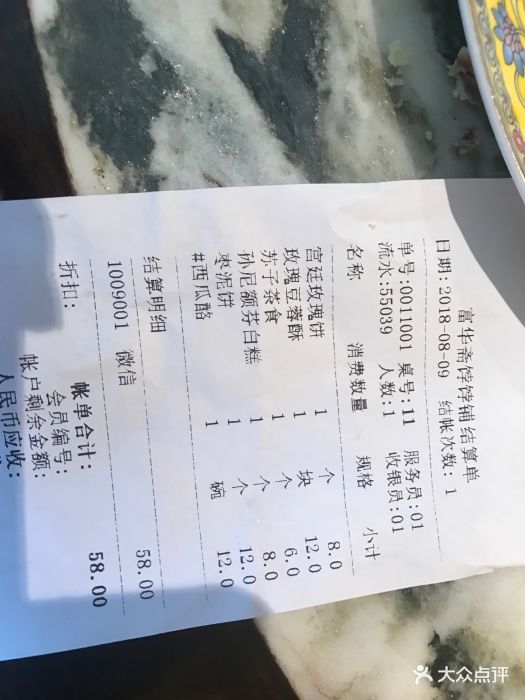 富华斋饽饽铺结算单
日期:2018-08-09 结帐次数:1
单号:0011001 桌号:11 服务员:01
流水:55039 人数:1 收银员:01
名称 消费数量 规格 小计
宫廷玫瑰饼 1 个 8.0
玫瑰豆蓉酥 1 块 12.0
苏子茶食 1 个 6.0
孙尼额芬白糕 1 个 8.0
枣泥饼 1 个 12.0
#西瓜酪 1 碗 12.0
结算明细
1009001 微信 58.00
折扣:
帐单合计: 58.00
会员编号:
帐户剩余金额:
人民币应收:
大众点评